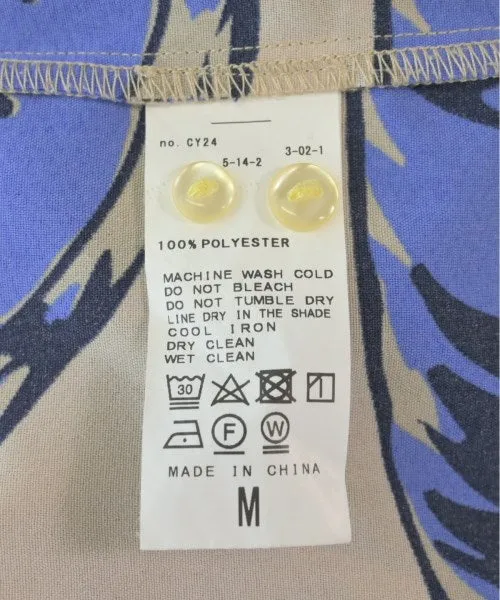 no. CY24
5-14-2 3-02-1
100% POLYESTER
MACHINE WASH COLD
DO NOT BLEACH
DO NOT TUMBLE DRY
LINE DRY IN THE SHADE
COOL IRON
DRY CLEAN
WET CLEAN
30
F W
MADE IN CHINA
M